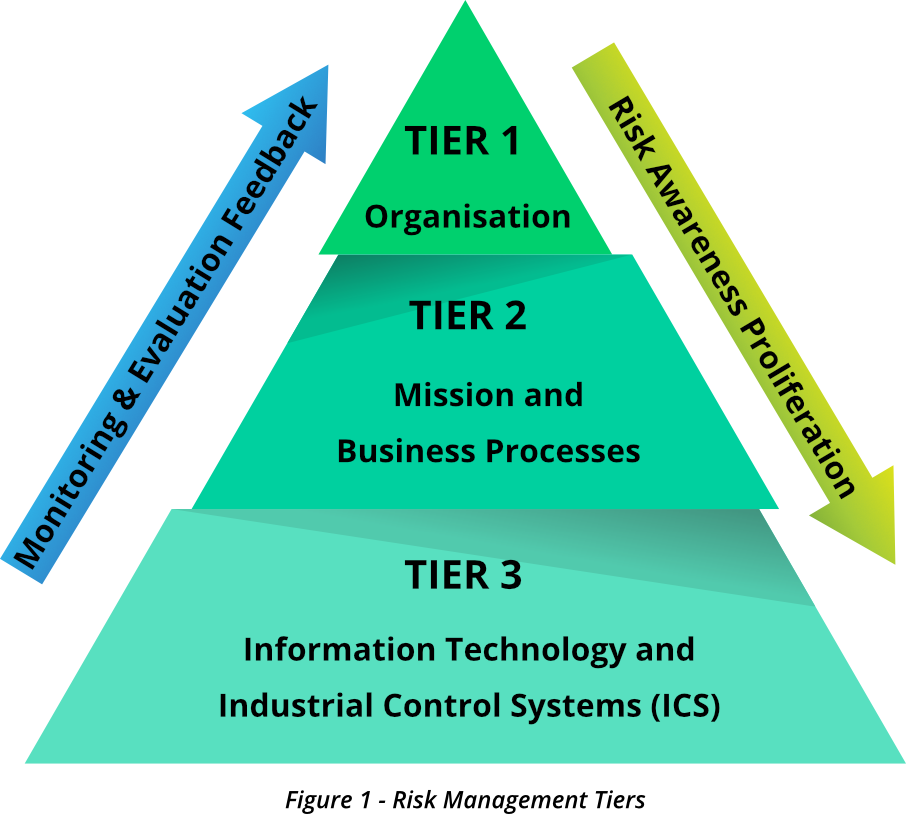 Monitoring & Evaluation Feedback
Risk Awareness Proliferation
TIER 1
Organisation
TIER 2
Mission and
Business Processes
TIER 3
Information Technology and
Industrial Control Systems (ICS)
Figure 1 - Risk Management Tiers